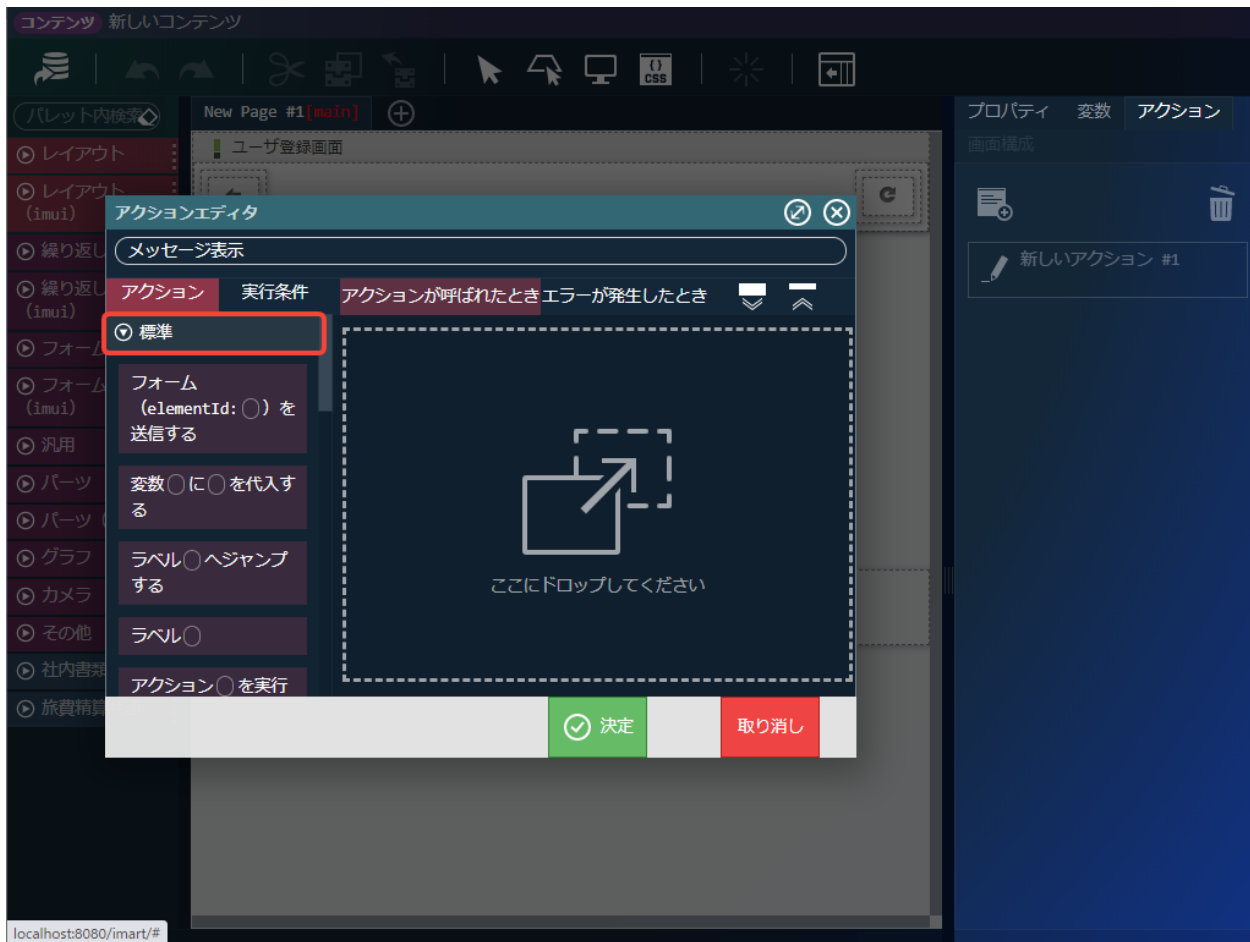 コンテンツ 新しいコンテンツ
{}
CSS
パレット内検索
New Page #1[main]
プロパティ 変数 アクション
画面構成
レイアウト
レイアウト
(imui)
繰り返し
繰り返し
(imui)
フォーム
フォーム
(imui)
汎用
パーツ
パーツ (
グラフ
カメラ
その他
社内書類
旅費精算
ユーザ登録画面
新しいアクション #1
アクションエディタ
メッセージ表示
アクション 実行条件
アクションが呼ばれたとき エラーが発生したとき
標準
フォーム
(elementId: ) を
送信する
変数 に を代入す
る
ラベル へジャンプ
する
ラベル
アクション を実行
ここにドロップしてください
決定
取り消し
localhost:8080/imart/#